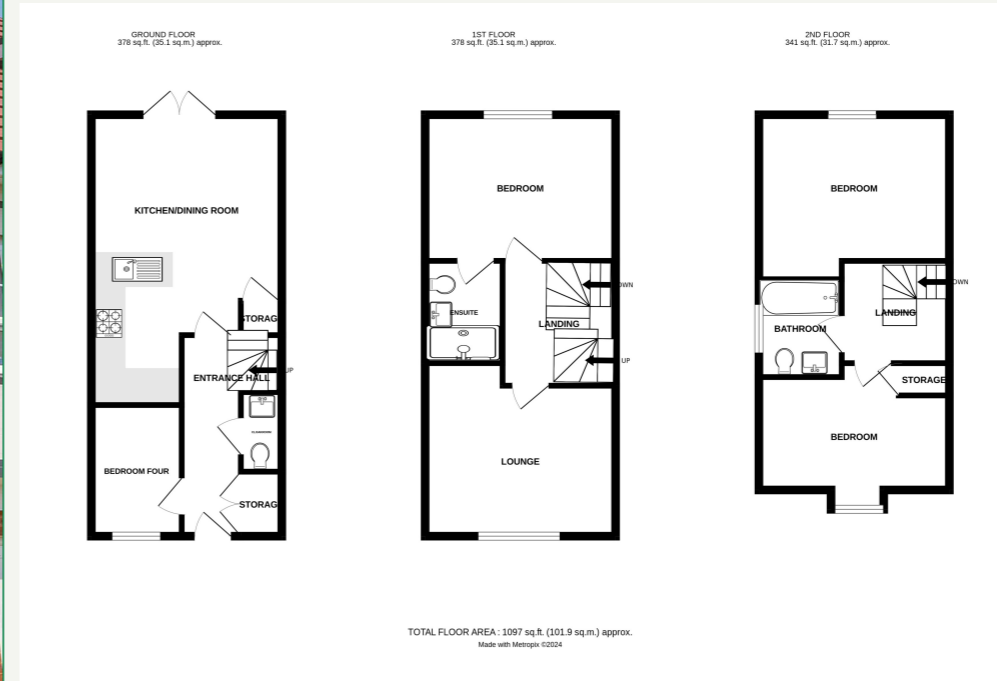 GROUND FLOOR
378 sq.ft. (35.1 sq.m.) approx.
1ST FLOOR
378 sq.ft. (35.1 sq.m.) approx.
2ND FLOOR
341 sq.ft. (31.7 sq.m.) approx.
KITCHEN/DINING ROOM
STORAG
ENTRANCE HALL
UP
CLOAKROOM
BEDROOM FOUR
STORAG
BEDROOM
DOWN
ENSUITE
LANDING
UP
LOUNGE
BEDROOM
DOWN
LANDING
BATHROOM
STORAGE
BEDROOM
TOTAL FLOOR AREA : 1097 sq.ft. (101.9 sq.m.) approx.
Made with Metropix ©2024